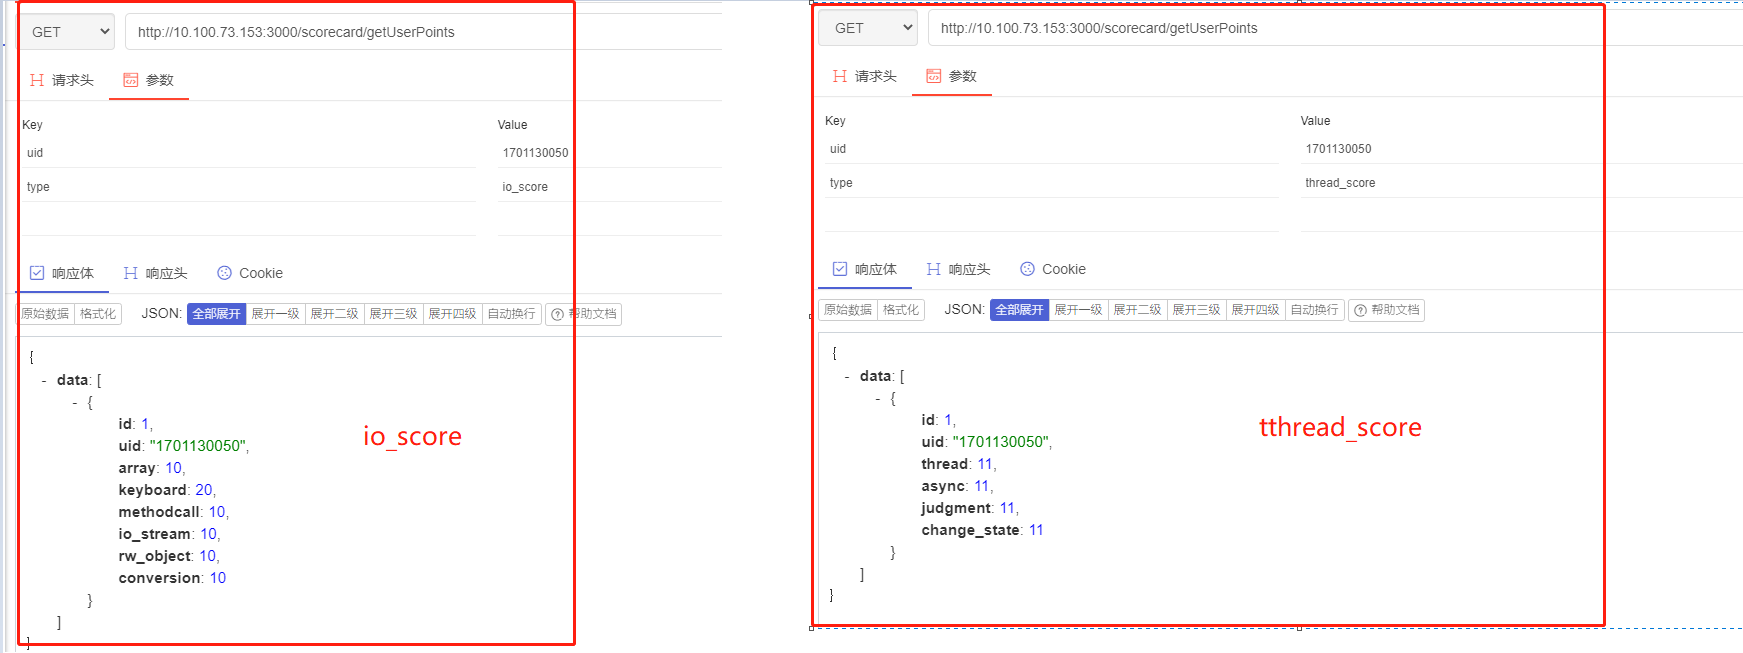 GET
http://10.100.73.153:3000/scorecard/getUserPoints
请求头 参数
Key Value
uid 1701130050
type io_score
响应体 响应头 Cookie
原始数据 格式化 JSON: 全部展开 展开一级 展开二级 展开三级 展开四级 自动换行 帮助文档
{
- data: [
- {
id: 1,
uid: "1701130050",
array: 10,
keyboard: 20,
methodcall: 10,
io_stream: 10,
rw_object: 10,
conversion: 10
}
]
}
io_score
GET
http://10.100.73.153:3000/scorecard/getUserPoints
请求头 参数
Key Value
uid 1701130050
type thread_score
响应体 响应头 Cookie
原始数据 格式化 JSON: 全部展开 展开一级 展开二级 展开三级 展开四级 自动换行 帮助文档
{
- data: [
- {
id: 1,
uid: "1701130050",
thread: 11,
async: 11,
judgment: 11,
change_state: 11
}
]
}
tthread_score